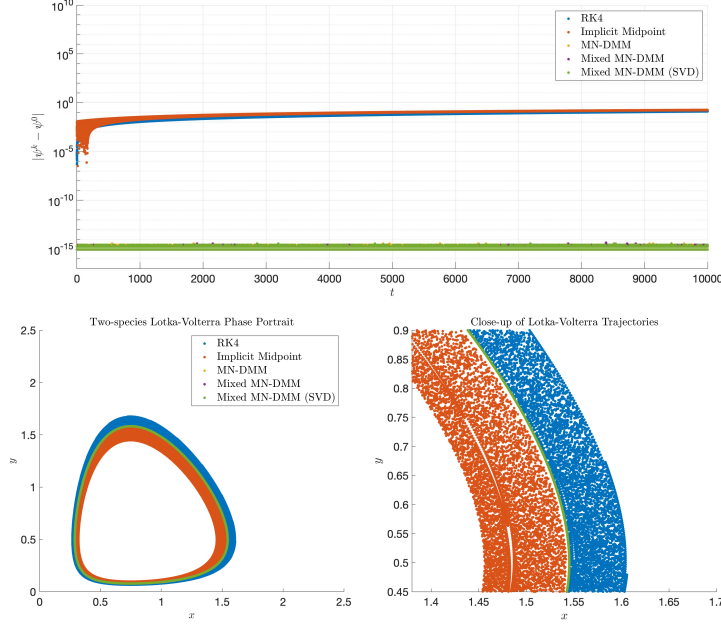 10^10
10^5
10^0
10^-5
10^-10
10^-15
|ψ^k − ψ^0|
RK4
Implicit Midpoint
MN-DMM
Mixed MN-DMM
Mixed MN-DMM (SVD)
0 1000 2000 3000 4000 5000 6000 7000 8000 9000 10000
t
Two-species Lotka-Volterra Phase Portrait
2.5
2
1.5
1
0.5
0
y
RK4
Implicit Midpoint
MN-DMM
Mixed MN-DMM
Mixed MN-DMM (SVD)
0 0.5 1 1.5 2 2.5
x
Close-up of Lotka-Volterra Trajectories
0.9
0.85
0.8
0.75
0.7
0.65
0.6
0.55
0.5
0.45
y
1.4 1.45 1.5 1.55 1.6 1.65 1.7
x